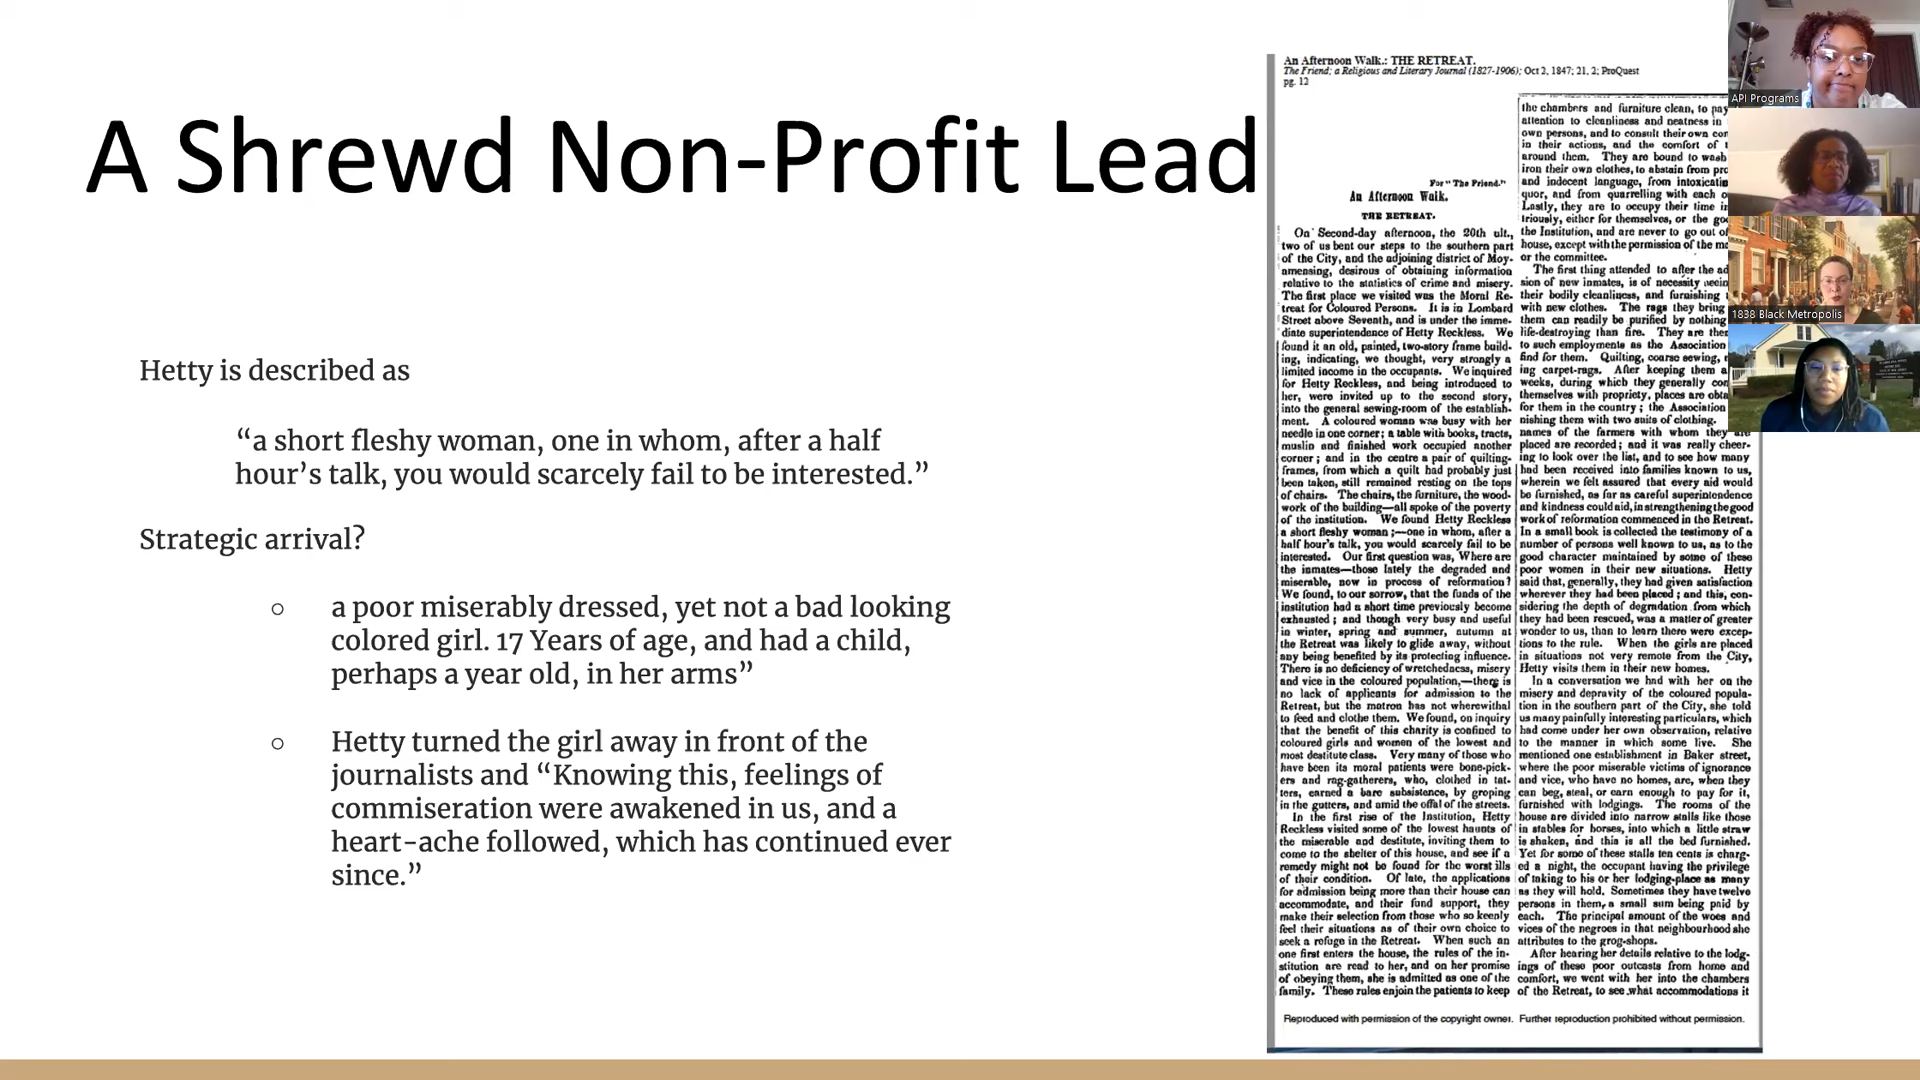 A Shrewd Non-Profit Lead
Hetty is described as
“a short fleshy woman, one in whom, after a half
hour’s talk, you would scarcely fail to be interested.”
Strategic arrival?
○ a poor miserably dressed, yet not a bad looking
colored girl. 17 Years of age, and had a child,
perhaps a year old, in her arms”
○ Hetty turned the girl away in front of the
journalists and “Knowing this, feelings of
commiseration were awakened in us, and a
heart-ache followed, which has continued ever
since.”
An Afternoon Walk.: THE RETREAT.
The Friend; a Religious and Literary Journal (1827-1906); Oct 2, 1847; 21, 2; ProQuest
pg. 12
For "The Friend."
An Afternoon Walk.
THE RETREAT.
On Second-day afternoon, the 20th ult.,
two of us bent our steps to the southern part
of the City, and the adjoining district of Moy-
amensing, desirous of obtaining information
relative to the statistics of crime and misery.
The first place we visited was the Moral Re-
treat for Coloured Persons. It is in Lombard
Street above Seventh, and is under the imme-
diate superintendence of Hetty Reckless. We
found it an old, painted, two-story frame build-
ing, indicating, we thought, very strongly a
limited income in the occupants. We inquired
for Hetty Reckless, and being introduced to
her, were invited up to the second story,
into the general sewing-room of the establish-
ment. A coloured woman was busy with her
needle in one corner; a table with books, tracts,
muslin and finished work occupied another
corner; and in the centre a pair of quilting-
frames, from which a quilt had probably just
been taken, still remained resting on the tops
of chairs. The chairs, the furniture, the wood-
work of the building—all spoke of the poverty
of the institution. We found Hetty Reckless
a short fleshy woman;—one in whom, after a
half hour's talk, you would scarcely fail to be
interested. Our first question was, Where are
the inmates—those lately the degraded and
miserable, now in process of reformation?
We found, to our sorrow, that the funds of the
institution had a short time previously become
exhausted; and though very busy and useful
in winter, spring and summer, autumn at
the Retreat was likely to glide away, without
any being benefited by its protecting influence.
There is no deficiency of wretchedness, misery
and vice in the coloured population,—there is
no lack of applicants for admission to the
Retreat, but the matron has not wherewithal
to feed and clothe them. We found, on inquiry
that the benefit of this charity is confined to
coloured girls and women of the lowest and
most destitute class. Very many of those who
have been its moral patients were bone-pick-
ers and rag-gatherers, who, clothed in tat-
ters, earned a bare subsistence, by groping
in the gutters, and amid the offal of the streets.
In the first rise of the Institution, Hetty
Reckless visited some of the lowest haunts of
the miserable and destitute, inviting them to
come to the shelter of this house, and see if a
remedy might not be found for the worst ills
of their condition. Of late, the applications
for admission being more than their house can
accommodate, and their fund support, they
make their selection from those who so keenly
feel their situations as of their own choice to
seek a refuge in the Retreat. When such an
one first enters the house, the rules of the in-
stitution are read to her, and on her promise
of obeying them, she is admitted as one of the
family. These rules enjoin the patients to keep
the chambers and furniture clean, to pay
attention to cleanliness and neatness in
own persons, and to consult their own
in their actions, and the comfort of
around them. They are bound to wash
iron their own clothes, to abstain from
and indecent language, from
quor, and from quarrelling with each
Lastly, they are to occupy their time
triously, either for themselves, or the
the Institution, and are never to go out of
house, except with the permission of the
or the committee.
The first thing attended to after the
sion of new inmates, is of necessity
their bodily cleanliness, and furnishing
with new clothes. The rags they bring
them can readily be purified by nothing
life-destroying than fire. They are
to such employments as the Association
find for them. Quilting, coarse sewing,
ing carpet-rags. After keeping them a
weeks, during which they generally
themselves with propriety, places are
for them in the country; the Association
nishing them with two suits of clothing.
names of the farmers with whom they are
placed are recorded; and it was really cheer-
ing to look over the list, and to see how many
had been received into families known to us,
wherein we felt assured that every aid would
be furnished, as far as careful superintendence
and kindness could aid, in strengthening the good
work of reformation commenced in the Retreat.
In a small book is collected the testimony of a
number of persons well known to us, as to the
good character maintained by some of these
poor women in their new situations. Hetty
said that, generally, they had given satisfaction
wherever they had been placed; and this, con-
sidering the depth of degradation from which
they had been rescued, was a matter of greater
wonder to us, than to learn there were excep-
tions to the rule. When the girls are placed
in situations not very remote from the City,
Hetty visits them in their new homes.
In a conversation we had with her on the
misery and depravity of the coloured popula-
tion in the southern part of the City, she told
us many painfully interesting particulars, which
had come under her own observation, relative
to the manner in which some live. She
mentioned one establishment in Baker street,
where the poor miserable victims of ignorance
and vice, who have no homes, are, when they
can beg, steal, or earn enough to pay for it,
furnished with lodgings. The rooms of the
house are divided into narrow stalls like those
in stables for horses, into which a little straw
is shaken, and this is all the bed furnished.
Yet for some of these stalls ten cents is charg-
ed a night, the occupant having the privilege
of taking to his or her lodging-place as many
as they will hold. Sometimes they have twelve
persons in them, a small sum being paid by
each. The principal amount of the woes and
vices of the negroes in that neighbourhood she
attributes to the grog-shops.
After hearing her details relative to the lodg-
ings of these poor outcasts from home and
comfort, we went with her into the chambers
of the Retreat, to see what accommodations it
Reproduced with permission of the copyright owner. Further reproduction prohibited without permission.
API Programs
1838 Black Metropolis